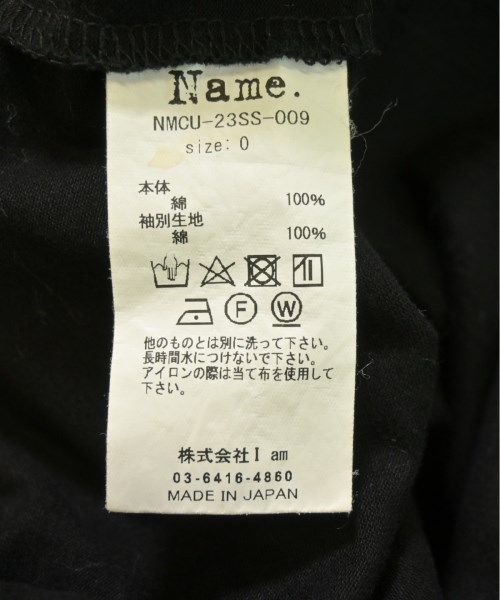 Name.
NMCU-23SS-009
size: 0
本体
綿 100%
袖別生地
綿 100%
F W
他のものとは別に洗って下さい。
長時間水につけないで下さい。
アイロンの際は当て布を使用して
下さい。
株式会社I am
03-6416-4860
MADE IN JAPAN